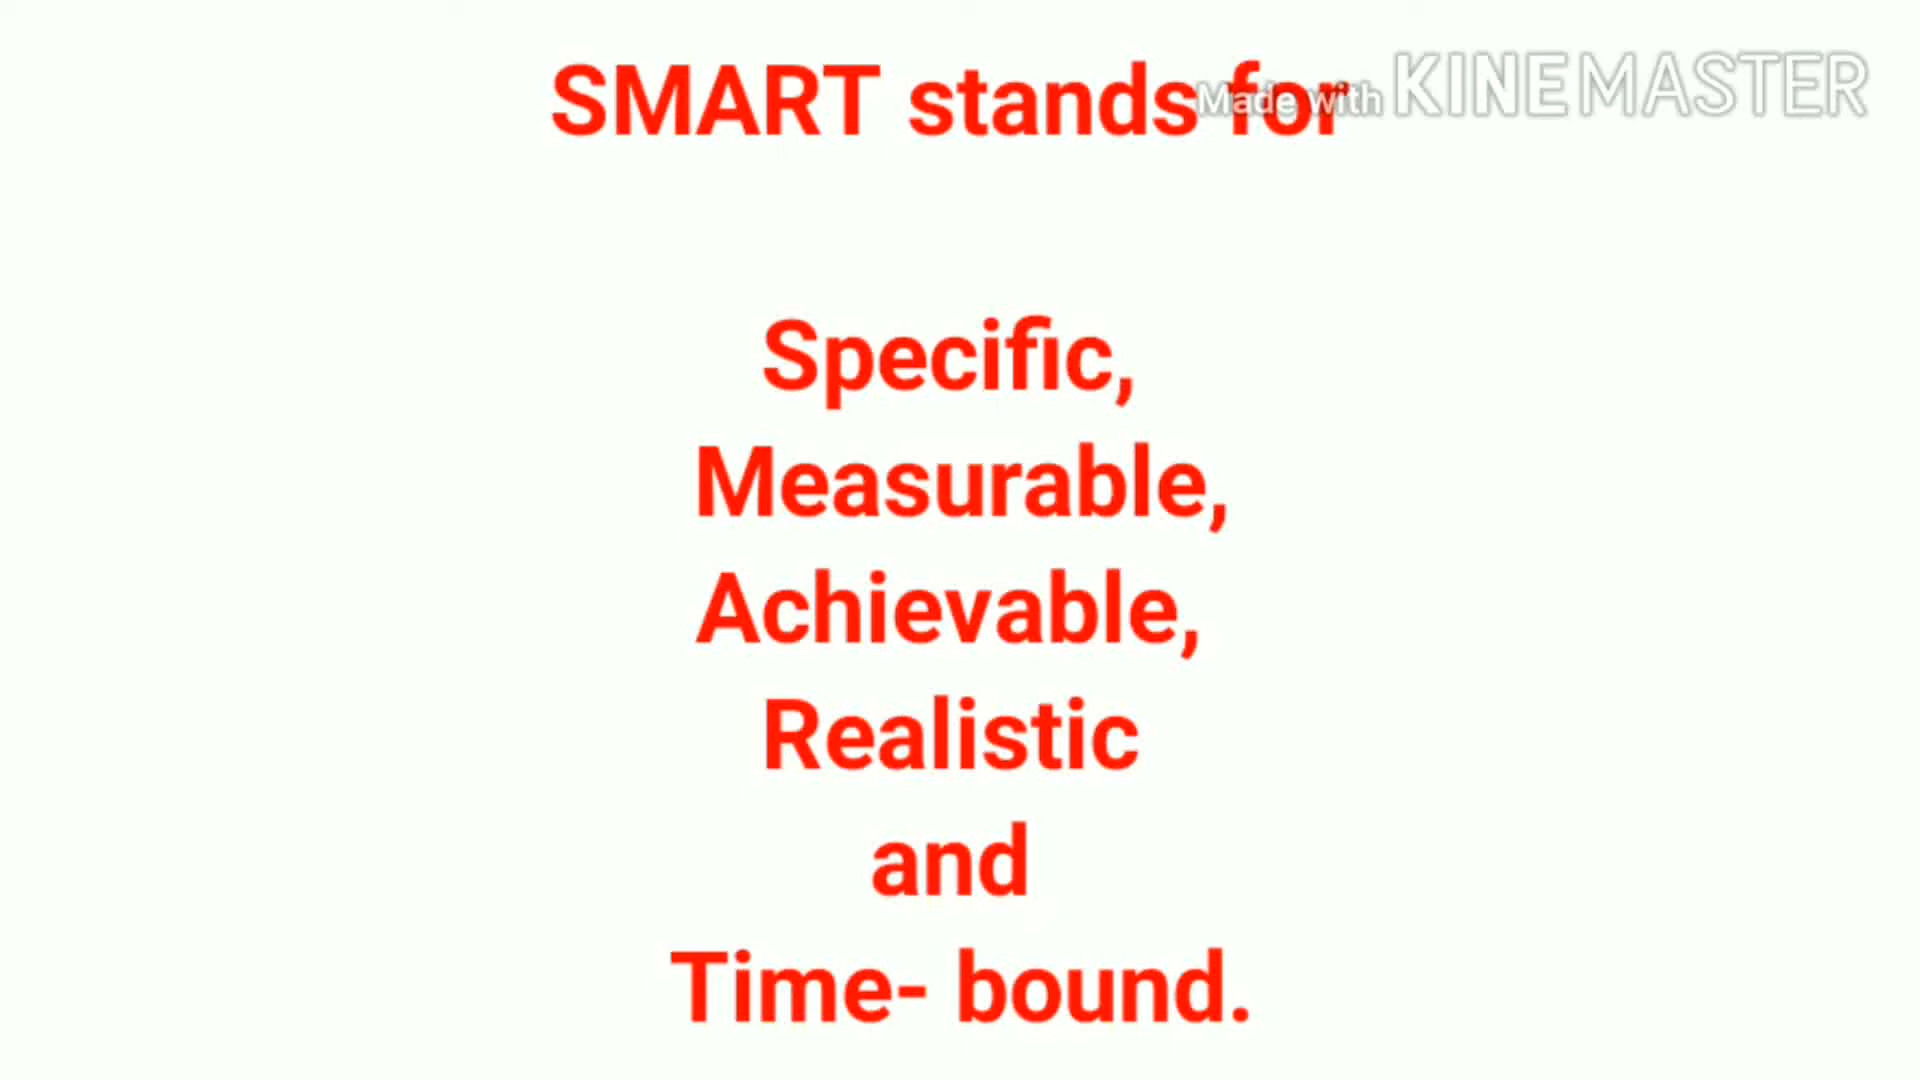 SMART stands for
Made with KINEMASTER
Specific,
Measurable,
Achievable,
Realistic
and
Time- bound.